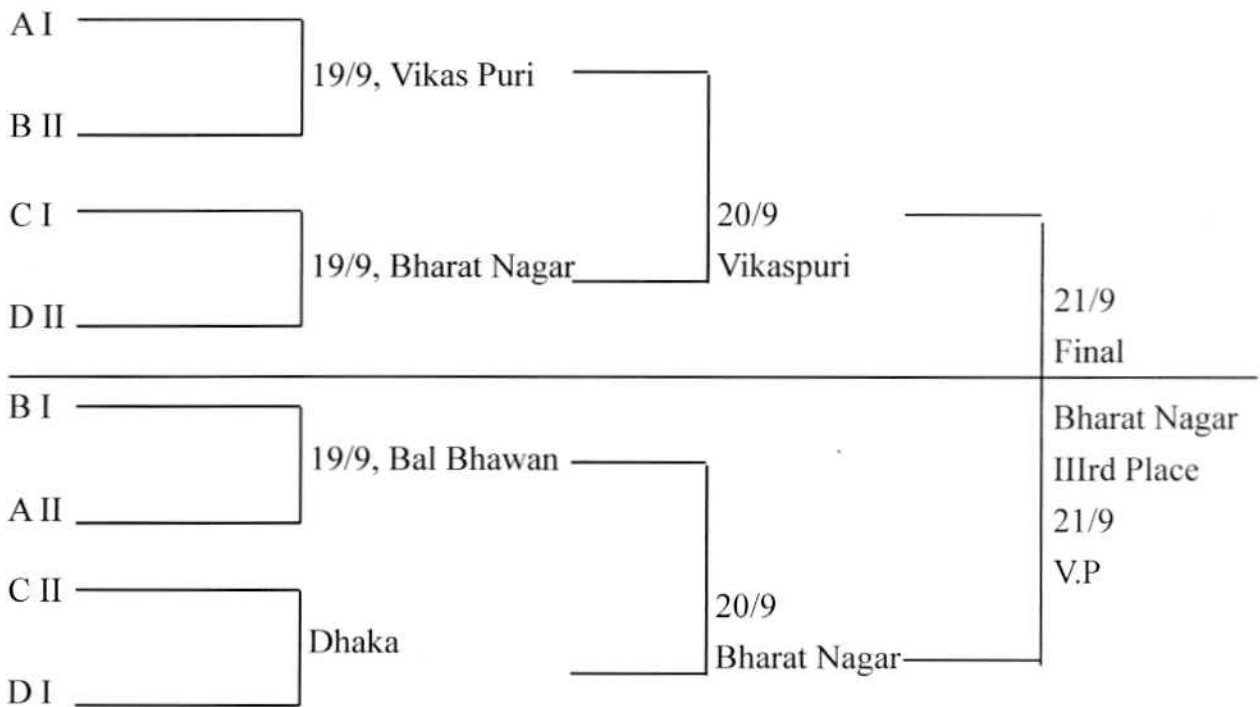 A I
19/9, Vikas Puri
B II
C I
20/9
19/9, Bharat Nagar
Vikaspuri
D II
21/9
Final
B I
Bharat Nagar
19/9, Bal Bhawan
IIIrd Place
A II
21/9
V.P
C II
20/9
Dhaka
Bharat Nagar
D I